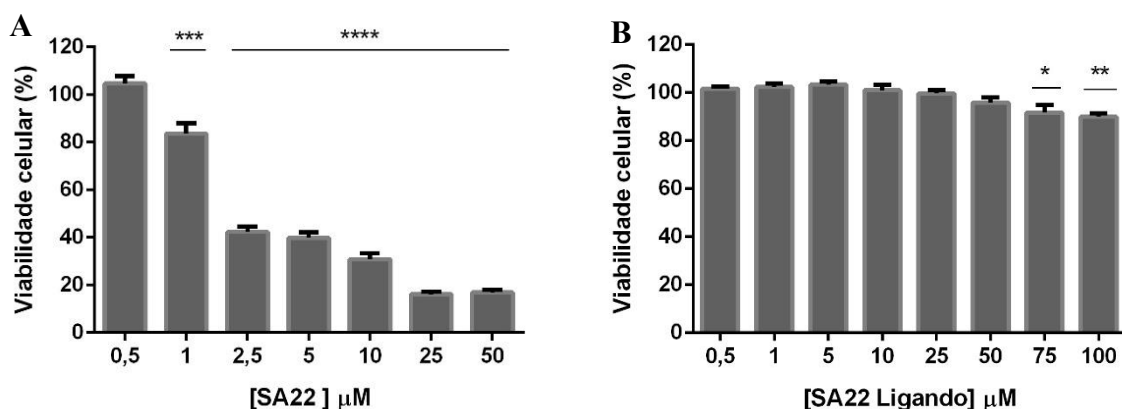 A
*** ****
Viabilidade celular (%)
120
100
80
60
40
20
0
0,5 1 2,5 5 10 25 50
[SA22 ] µM
B
* **
Viabilidade celular (%)
120
100
80
60
40
20
0
0,5 1 5 10 25 50 75 100
[SA22 Ligando] µM